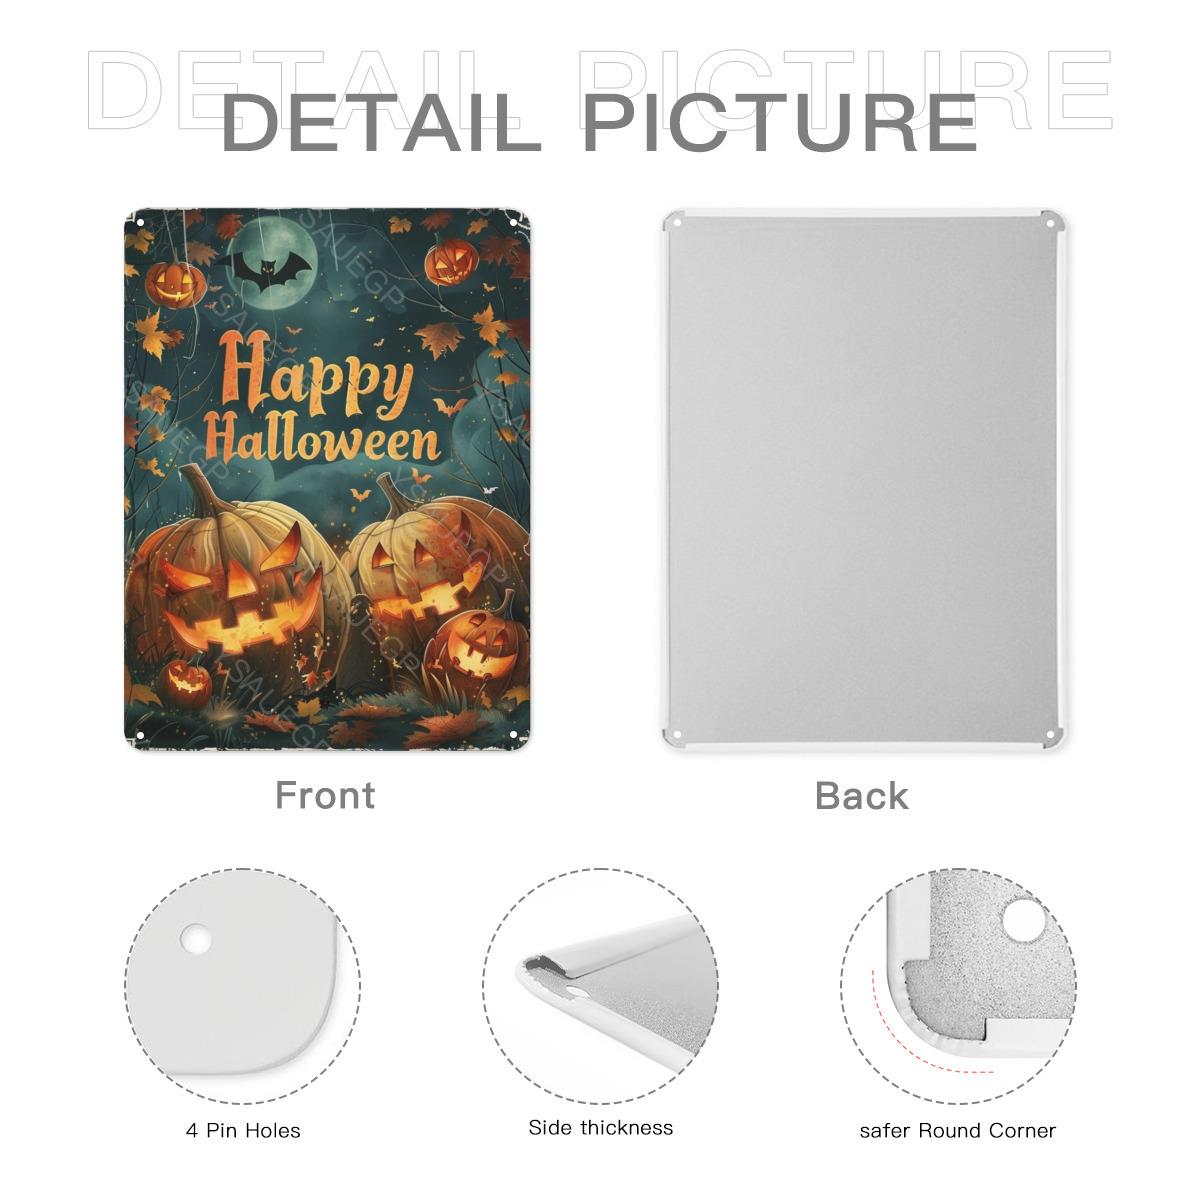 DETAIL PICTURE
DETAIL PICTURE
Happy
Halloween
Front
Back
4 Pin Holes
Side thickness
safer Round Corner